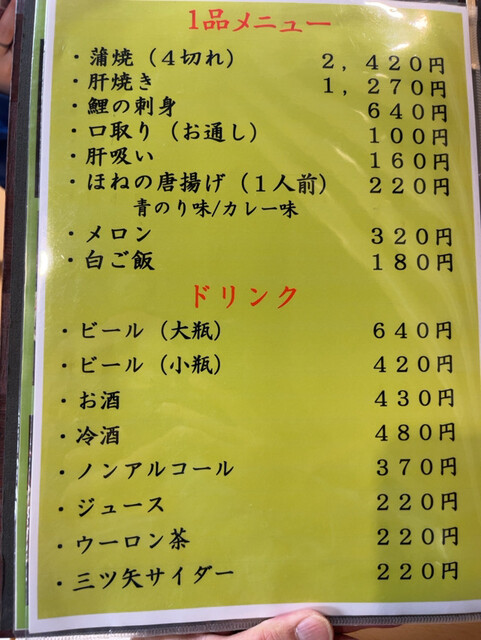 1品メニュー
・蒲焼（４切れ） ２，４２０円
・肝焼き １，２７０円
・鯉の刺身 ６４０円
・口取り（お通し） １００円
・肝吸い １６０円
・ほねの唐揚げ（１人前） ２２０円
青のり味/カレー味
・メロン ３２０円
・白ご飯 １８０円
ドリンク
・ビール（大瓶） ６４０円
・ビール（小瓶） ４２０円
・お酒 ４３０円
・冷酒 ４８０円
・ノンアルコール ３７０円
・ジュース ２２０円
・ウーロン茶 ２２０円
・三ツ矢サイダー ２２０円